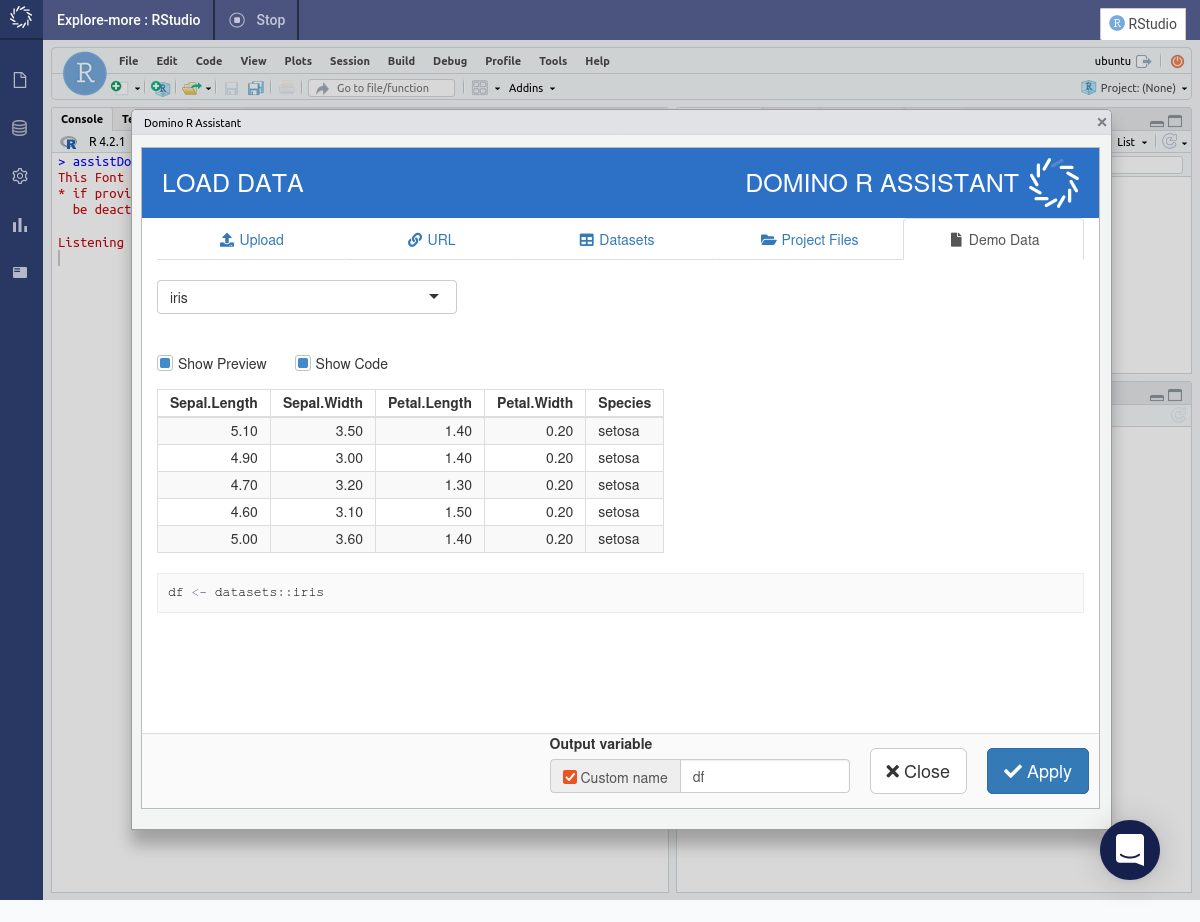 Explore-more : RStudio
Stop
R RStudio
R
File Edit Code View Plots Session Build Debug Profile Tools Help
ubuntu
Go to file/function
Addins
Project: (None)
Console
Domino R Assistant
R 4.2.1
List
> assistDo
This Font
* if provi
be deact
Listening
LOAD DATA
DOMINO R ASSISTANT
Upload URL Datasets Project Files Demo Data
iris
Show Preview Show Code
Sepal.Length Sepal.Width Petal.Length Petal.Width Species
5.10 3.50 1.40 0.20 setosa
4.90 3.00 1.40 0.20 setosa
4.70 3.20 1.30 0.20 setosa
4.60 3.10 1.50 0.20 setosa
5.00 3.60 1.40 0.20 setosa
df <- datasets::iris
Output variable
Custom name df
Close
Apply